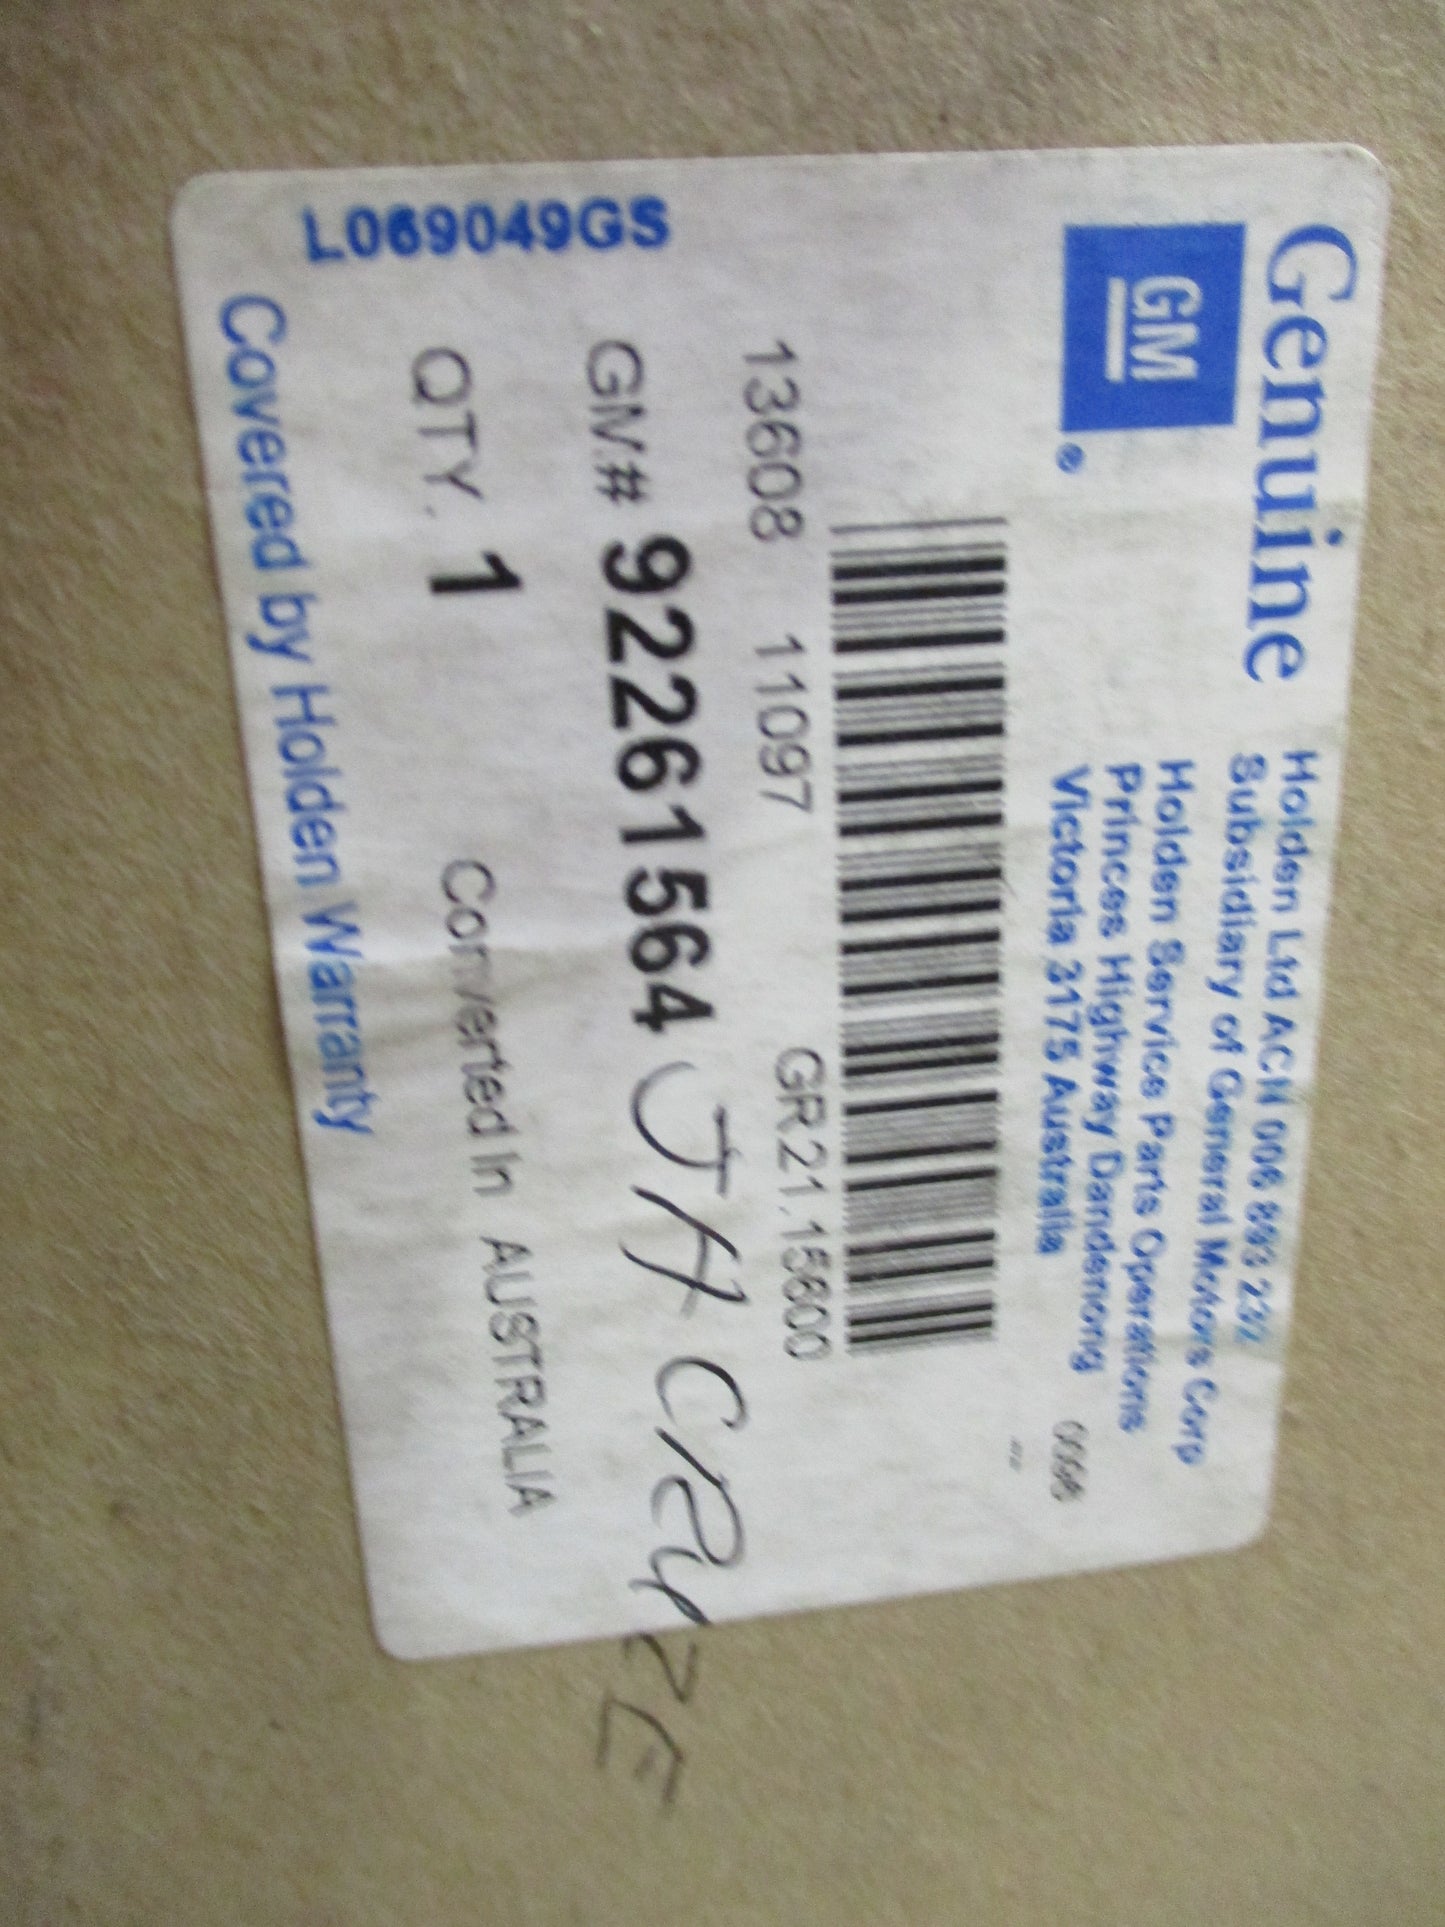 Genuine
GM ®
Holden Ltd ACN 006 893 232
Subsidiary of General Motors Corp
Holden Service Parts Operations
Princes Highway Dandenong
Victoria 3175 Australia
13608 11097 GR21.15600
GM# 92261564 JH CRUZE
QTY. 1 Converted In AUSTRALIA
L069049GS
Covered by Holden Warranty